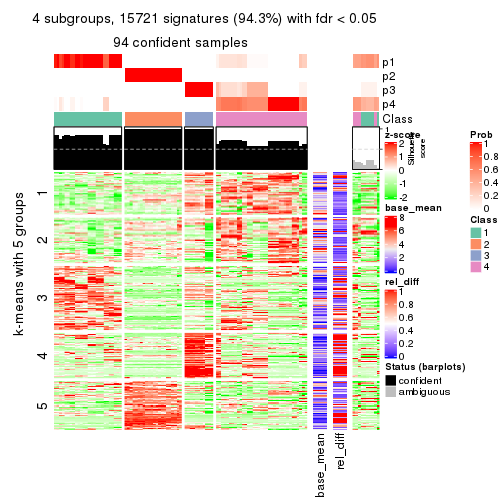 4 subgroups, 15721 signatures (94.3%) with fdr < 0.05
94 confident samples
p1
p2
p3
p4
Class
1
0
Silhouette
score
k-means with 5 groups
1
2
3
4
5
base_mean
rel_diff
z-score
2
1
0
-1
-2
base_mean
8
6
4
2
0
rel_diff
1
0.8
0.6
0.4
0.2
0
Status (barplots)
confident
ambiguous
Prob
1
0.8
0.6
0.4
0.2
0
Class
1
2
3
4